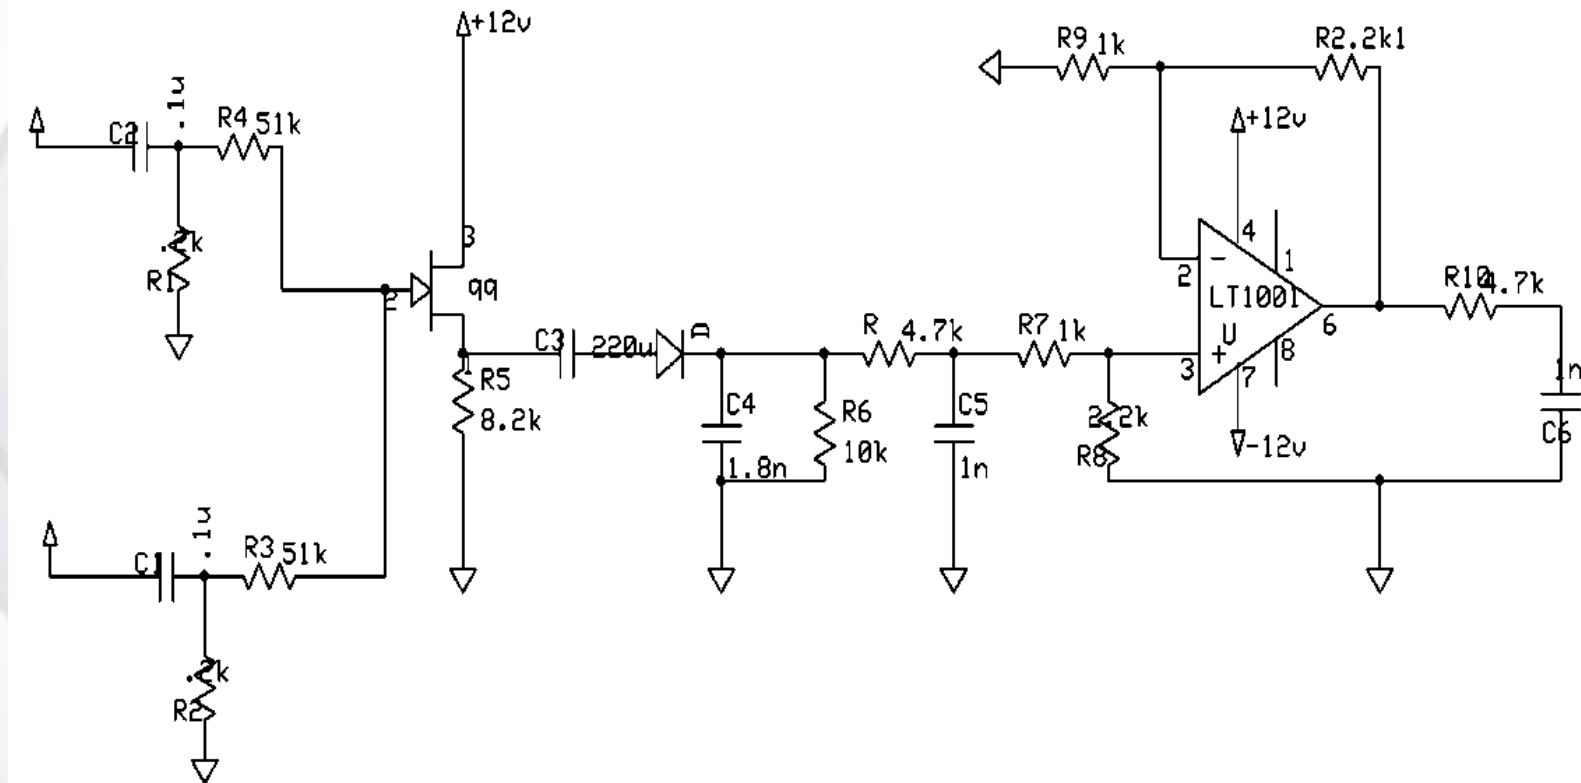 +12v
R9 1k
R2.2k1
C2
.1u
R4 51k
+12v
.2k
R1
3
2
qq
4
1
2
-
LT1001
R10 4.7k
6
C3
220u
D
R 4.7k
R7 1k
U
+
3
8
7
1
R5
8.2k
C4
1.8n
R6
10k
C5
1n
2.2k
R8
-12v
1n
C6
C1
.1u
R3 51k
.2k
R2